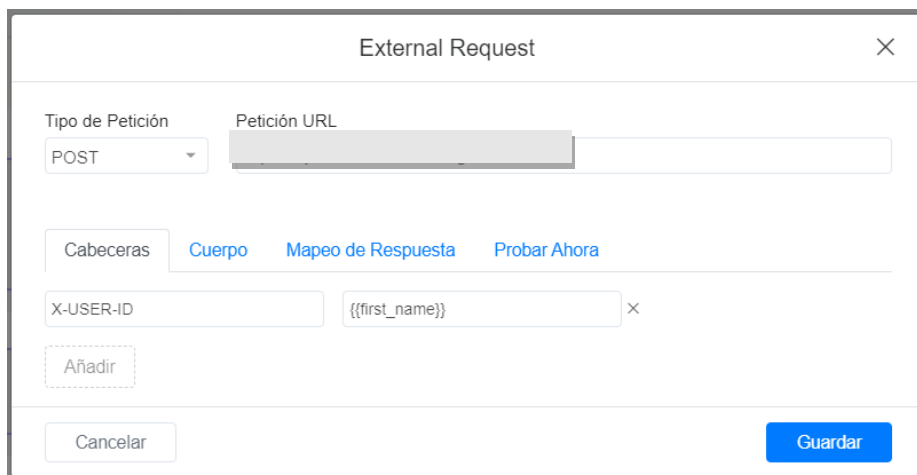 External Request
Tipo de Petición
Petición URL
POST
Cabeceras
Cuerpo
Mapeo de Respuesta
Probar Ahora
X-USER-ID
{{first_name}}
Añadir
Cancelar
Guardar